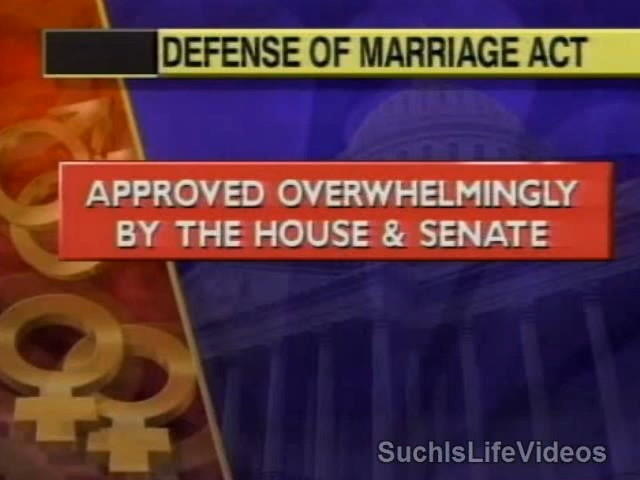 DEFENSE OF MARRIAGE ACT
APPROVED OVERWHELMINGLY
BY THE HOUSE & SENATE
SuchIsLifeVideos